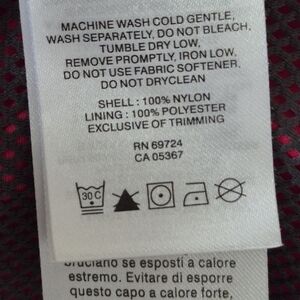 MACHINE WASH COLD GENTLE,
WASH SEPARATELY, DO NOT BLEACH,
TUMBLE DRY LOW,
REMOVE PROMPTLY, IRON LOW,
DO NOT USE FABRIC SOFTENER,
DO NOT DRYCLEAN
SHELL : 100% NYLON
LINING : 100% POLYESTER
EXCLUSIVE OF TRIMMING
RN 69724
CA 05367
30 C
bruciano se esposti a calore
estremo. Evitare di esporre
questo capo a calore forte,